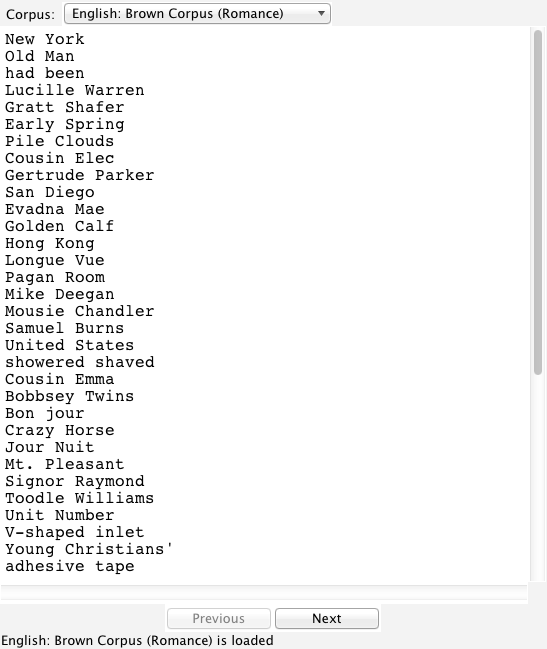 Corpus: English: Brown Corpus (Romance)
New York
Old Man
had been
Lucille Warren
Gratt Shafer
Early Spring
Pile Clouds
Cousin Elec
Gertrude Parker
San Diego
Evadna Mae
Golden Calf
Hong Kong
Longue Vue
Pagan Room
Mike Deegan
Mousie Chandler
Samuel Burns
United States
showered shaved
Cousin Emma
Bobbsey Twins
Bon jour
Crazy Horse
Jour Nuit
Mt. Pleasant
Signor Raymond
Toodle Williams
Unit Number
V-shaped inlet
Young Christians'
adhesive tape
Previous Next
English: Brown Corpus (Romance) is loaded